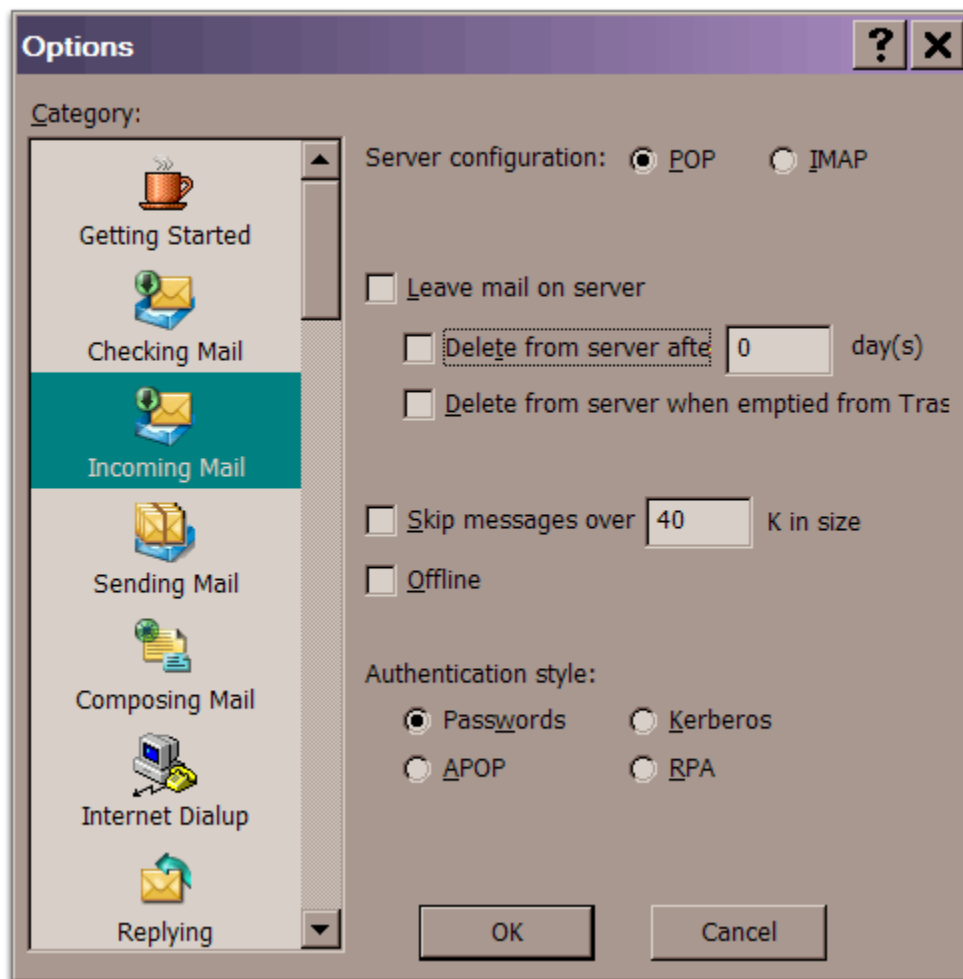 Options
Category:
Getting Started
Checking Mail
Incoming Mail
Sending Mail
Composing Mail
Internet Dialup
Replying
Server configuration: POP IMAP
Leave mail on server
Delete from server afte 0 day(s)
Delete from server when emptied from Tras
Skip messages over 40 K in size
Offline
Authentication style:
Passwords Kerberos
APOP RPA
OK Cancel